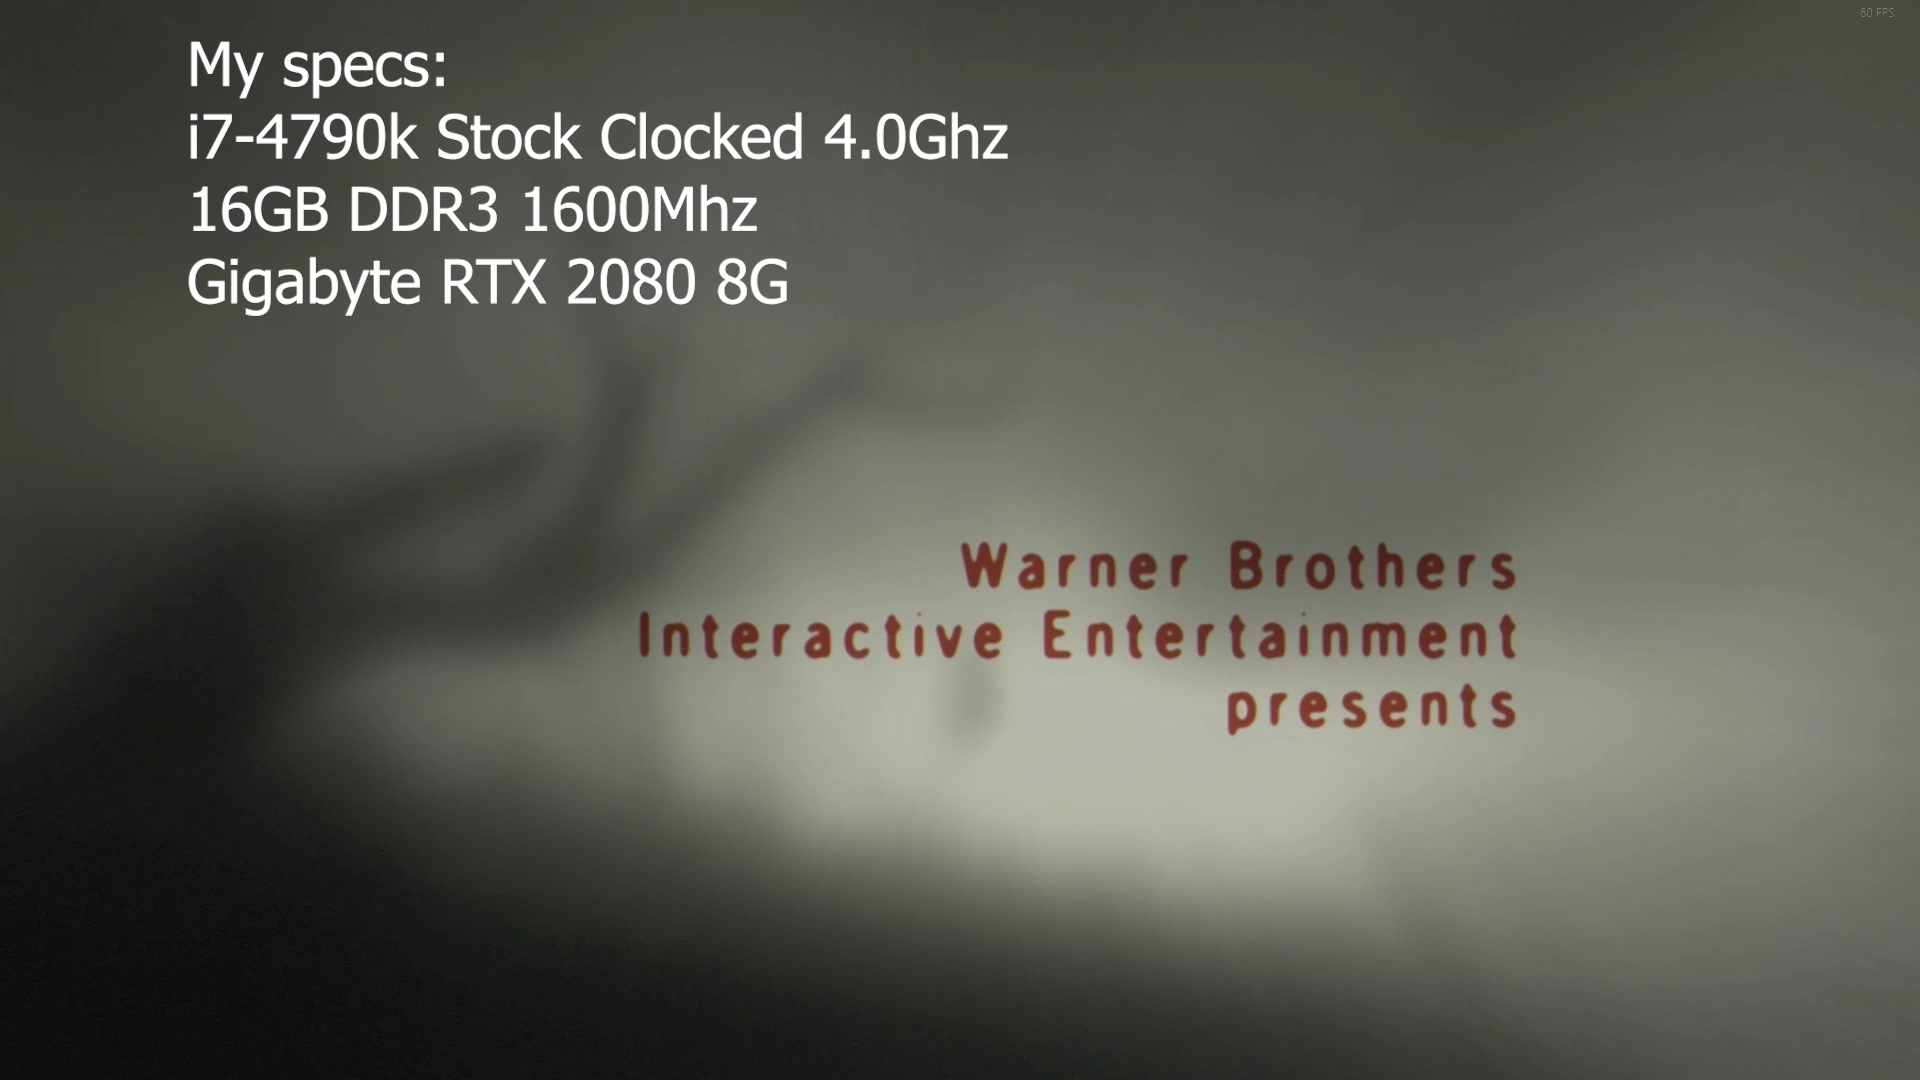 60 FPS
My specs:
i7-4790k Stock Clocked 4.0Ghz
16GB DDR3 1600Mhz
Gigabyte RTX 2080 8G
Warner Brothers
Interactive Entertainment
presents